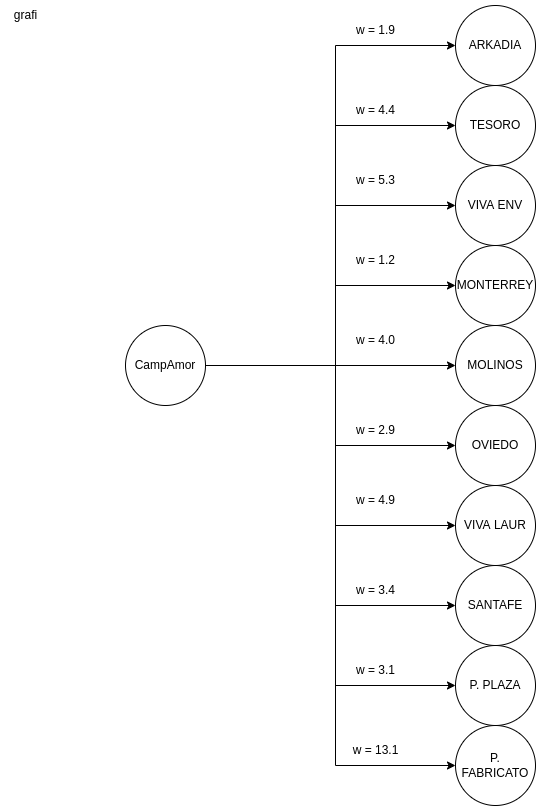 grafi
w = 1.9
ARKADIA
w = 4.4
TESORO
w = 5.3
VIVA ENV
w = 1.2
MONTERREY
w = 4.0
CampAmor
MOLINOS
w = 2.9
OVIEDO
w = 4.9
VIVA LAUR
w = 3.4
SANTAFE
w = 3.1
P. PLAZA
w = 13.1
P.
FABRICATO